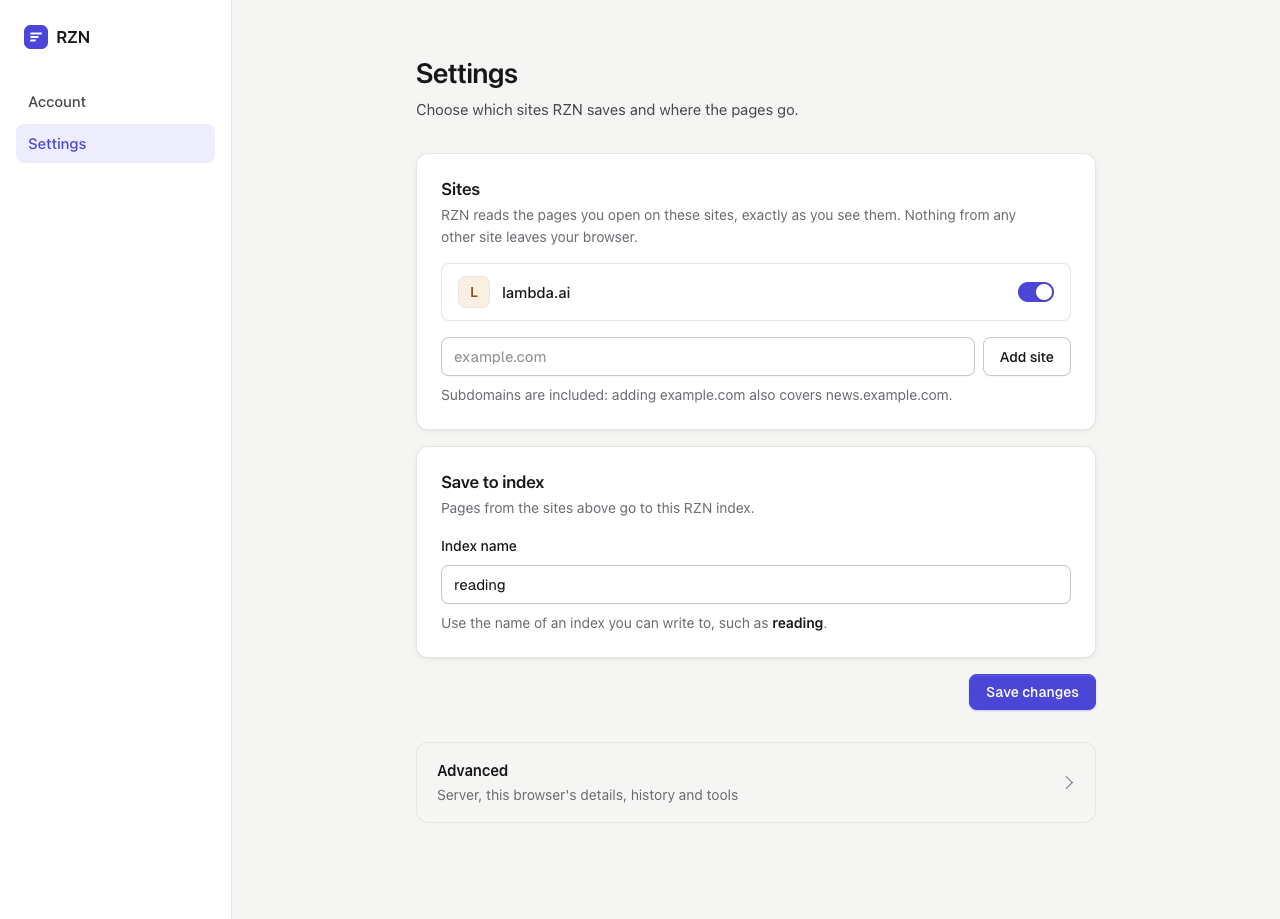 RZN
Account
Settings
Settings
Choose which sites RZN saves and where the pages go.
Sites
RZN reads the pages you open on these sites, exactly as you see them. Nothing from any
other site leaves your browser.
L
lambda.ai
example.com
Add site
Subdomains are included: adding example.com also covers news.example.com.
Save to index
Pages from the sites above go to this RZN index.
Index name
reading
Use the name of an index you can write to, such as reading.
Save changes
Advanced
Server, this browser's details, history and tools